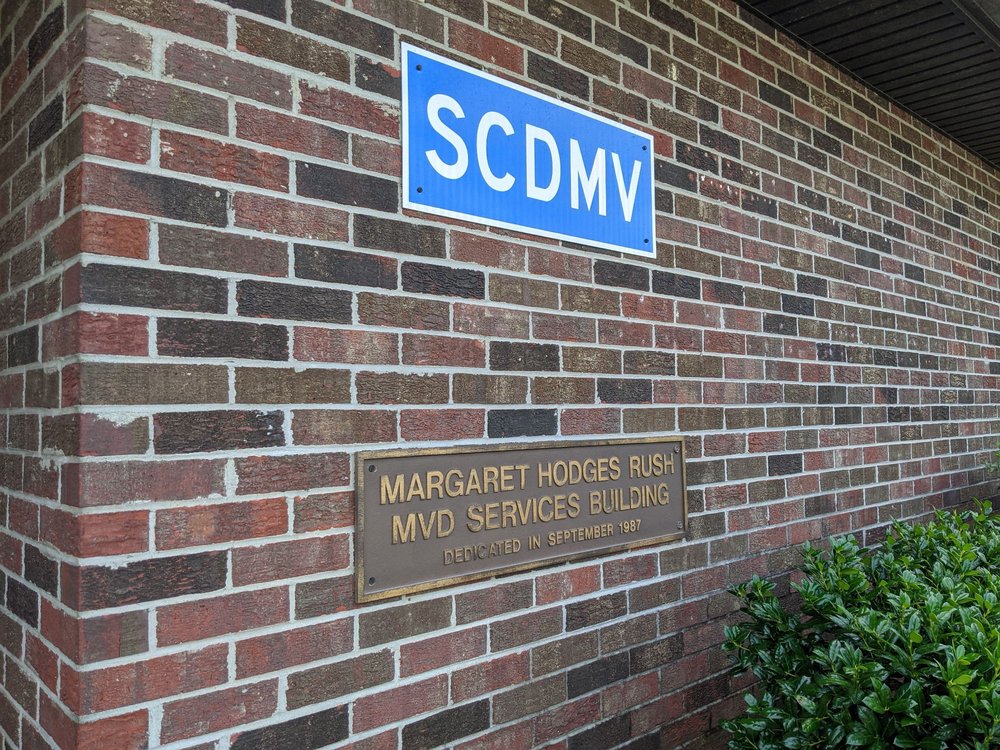 SCDMV
MARGARET HODGES RUSH
MVD SERVICES BUILDING
DEDICATED IN SEPTEMBER 1987